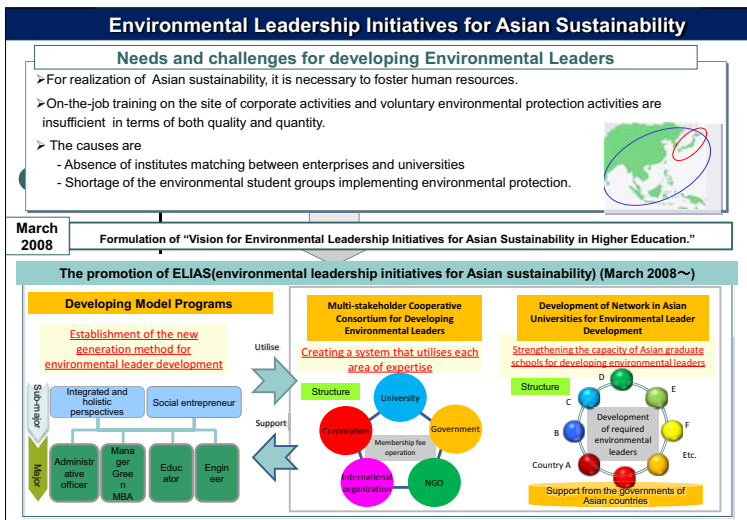 Environmental Leadership Initiatives for Asian Sustainability
Needs and challenges for developing Environmental Leaders
➢For realization of Asian sustainability, it is necessary to foster human resources.
➢On-the-job training on the site of corporate activities and voluntary environmental protection activities are
insufficient in terms of both quality and quantity.
➢ The causes are
- Absence of institutes matching between enterprises and universities
- Shortage of the environmental student groups implementing environmental protection.
March
2008
Formulation of “Vision for Environmental Leadership Initiatives for Asian Sustainability in Higher Education.”
The promotion of ELIAS(environmental leadership initiatives for Asian sustainability) (March 2008～)
Developing Model Programs
Establishment of the new
generation method for
environmental leader development
Sub-major
Integrated and
holistic
perspectives
Social entrepreneur
Major
Administr
ative
officer
Mana
ger
Gree
n
MBA
Educ
ator
Engin
eer
Utilise
Support
Multi-stakeholder Cooperative
Consortium for Developing
Environmental Leaders
Creating a system that utilises each
area of expertise
Structure
University
Corporation
Government
Membership fee
operation
International
organization
NGO
Development of Network in Asian
Universities for Environmental Leader
Development
Strengthening the capacity of Asian graduate
schools for developing environmental leaders
Structure
D
C
E
B
F
Development
of required
environmental
leaders
Etc.
Country A
Support from the governments of
Asian countries